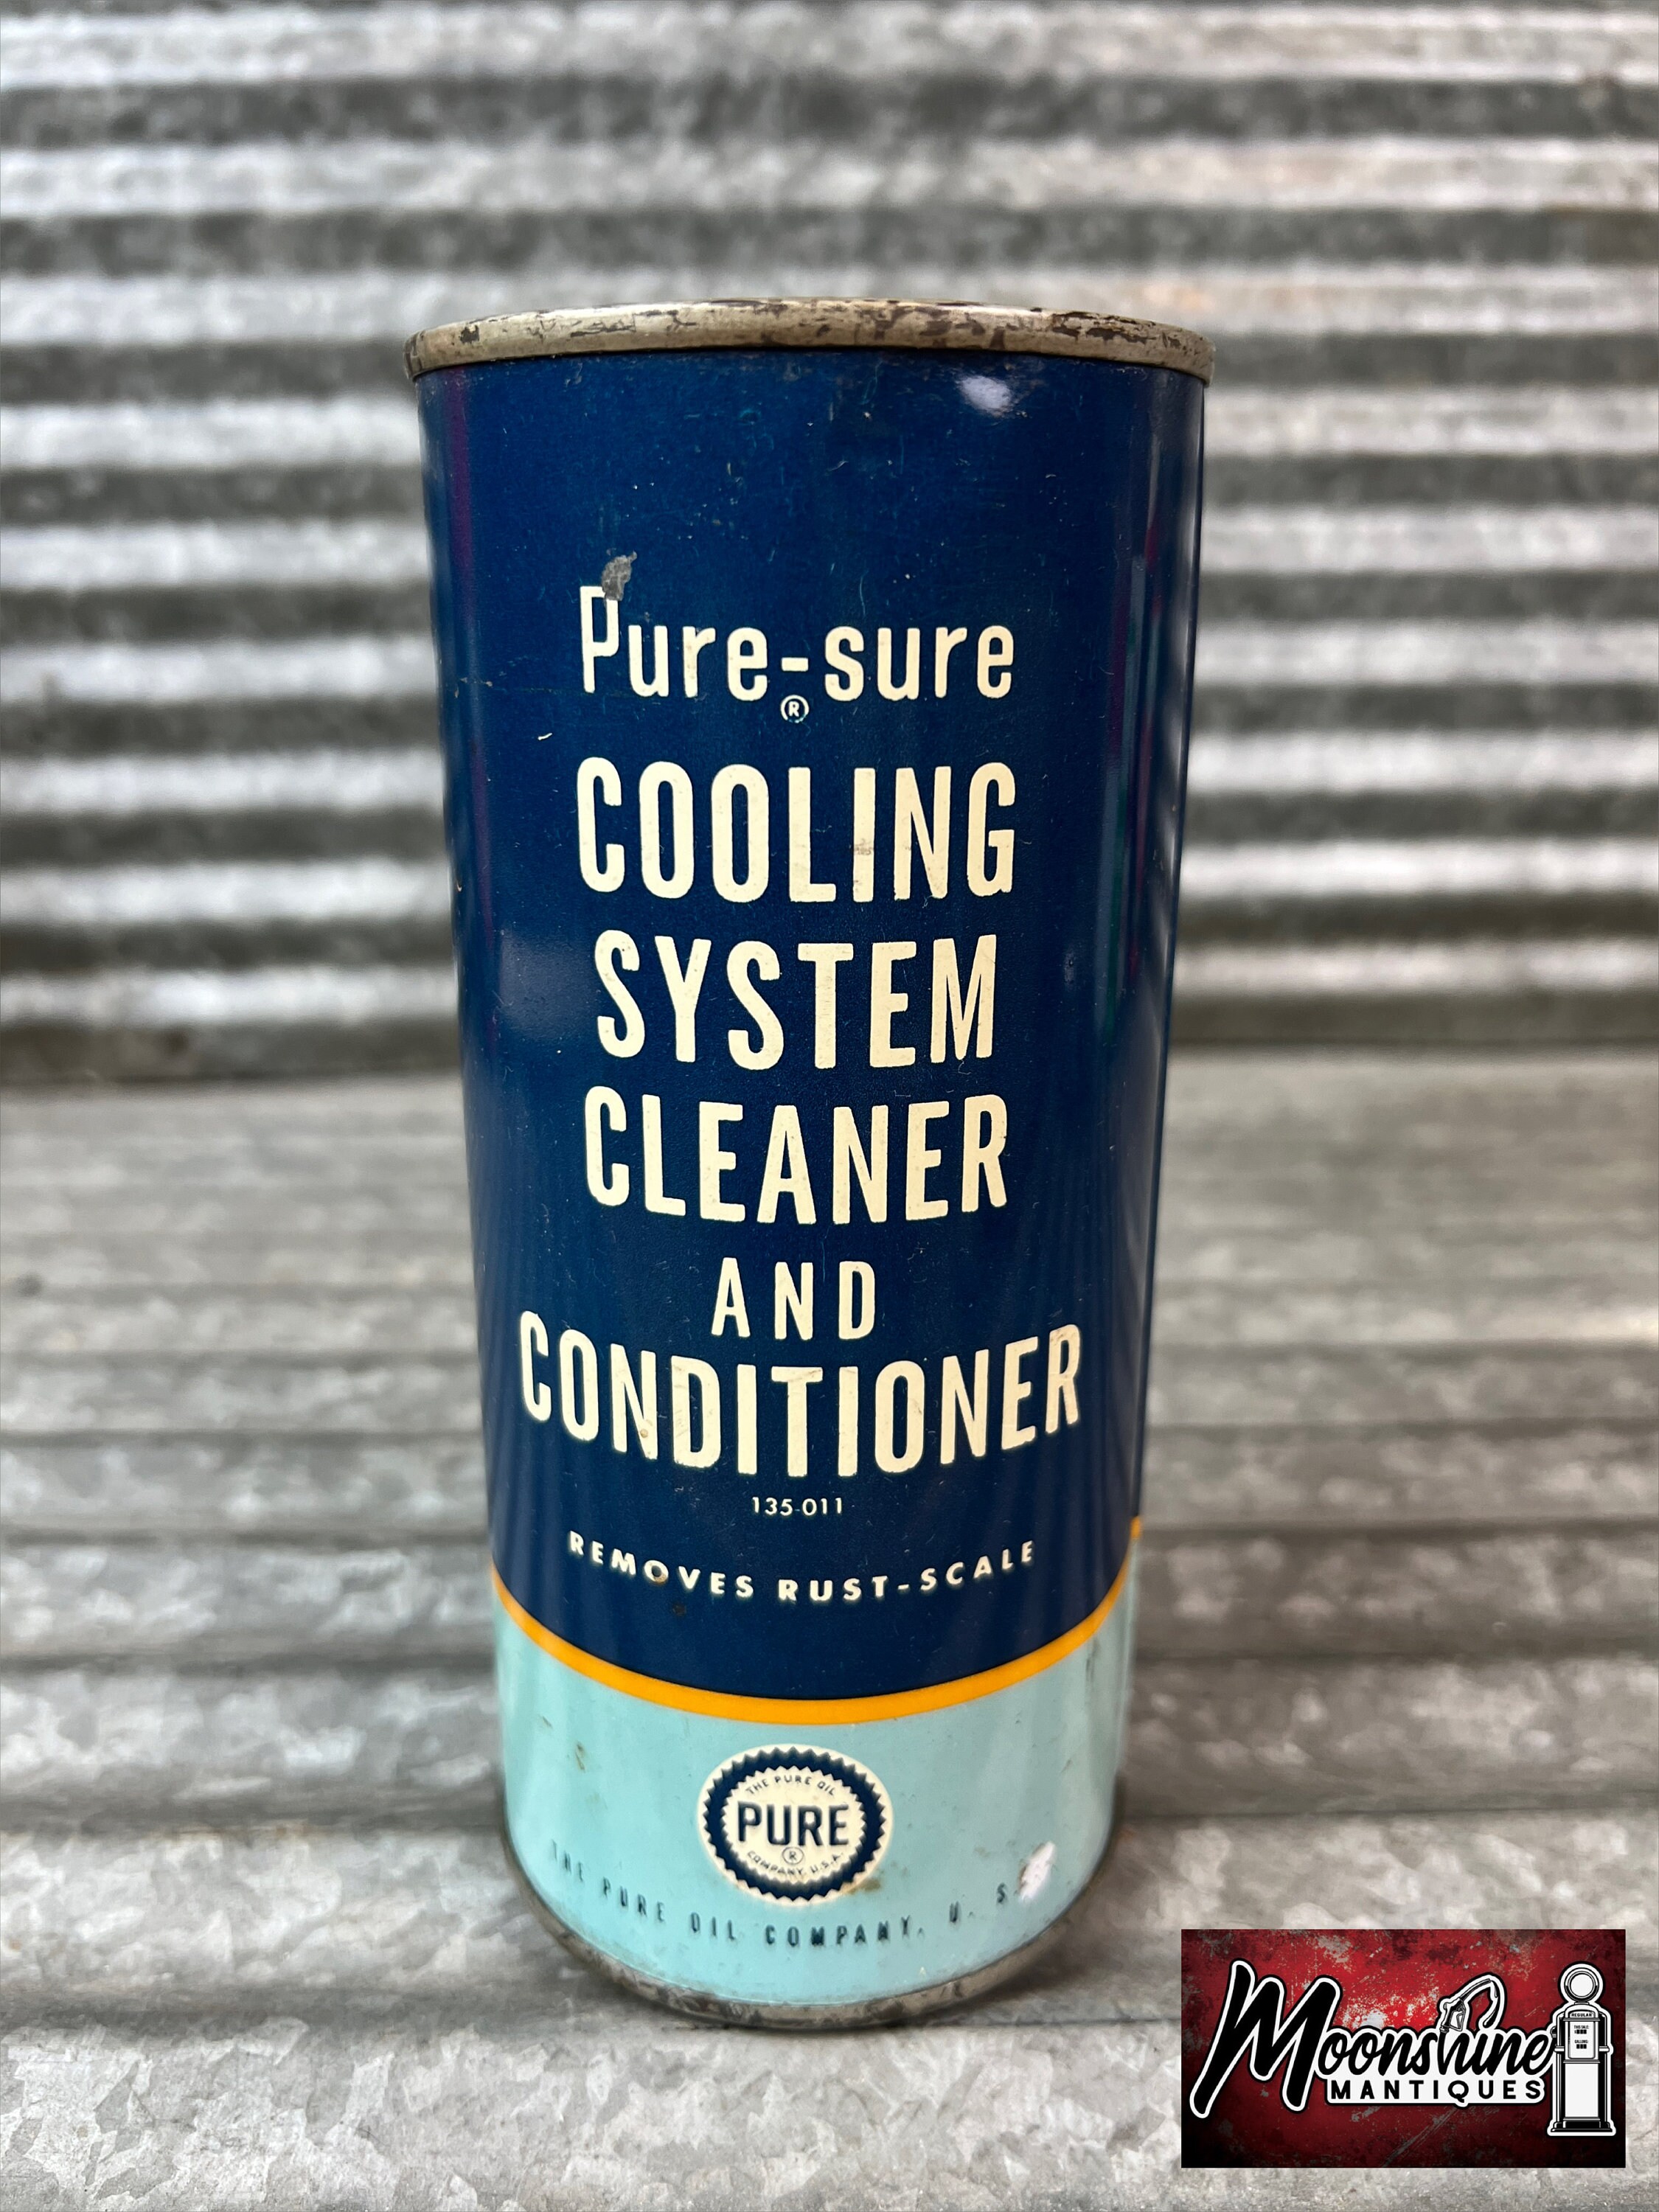 Pure-sure
®
COOLING
SYSTEM
CLEANER
AND
CONDITIONER
135-011
REMOVES RUST-SCALE
THE PURE OIL
PURE
®
COMPANY, U.S.A.
THE PURE OIL COMPANY, U. S.
Moonshine
MANTIQUES
REGULAR